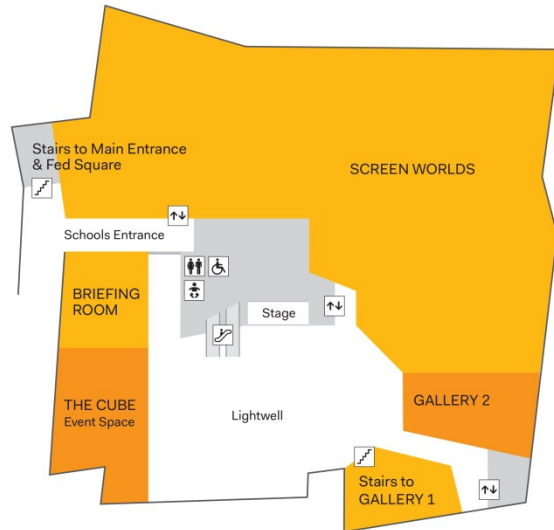 Stairs to Main Entrance
& Fed Square
SCREEN WORLDS
Schools Entrance
BRIEFING
ROOM
Stage
THE CUBE
Event Space
Lightwell
GALLERY 2
Stairs to
GALLERY 1